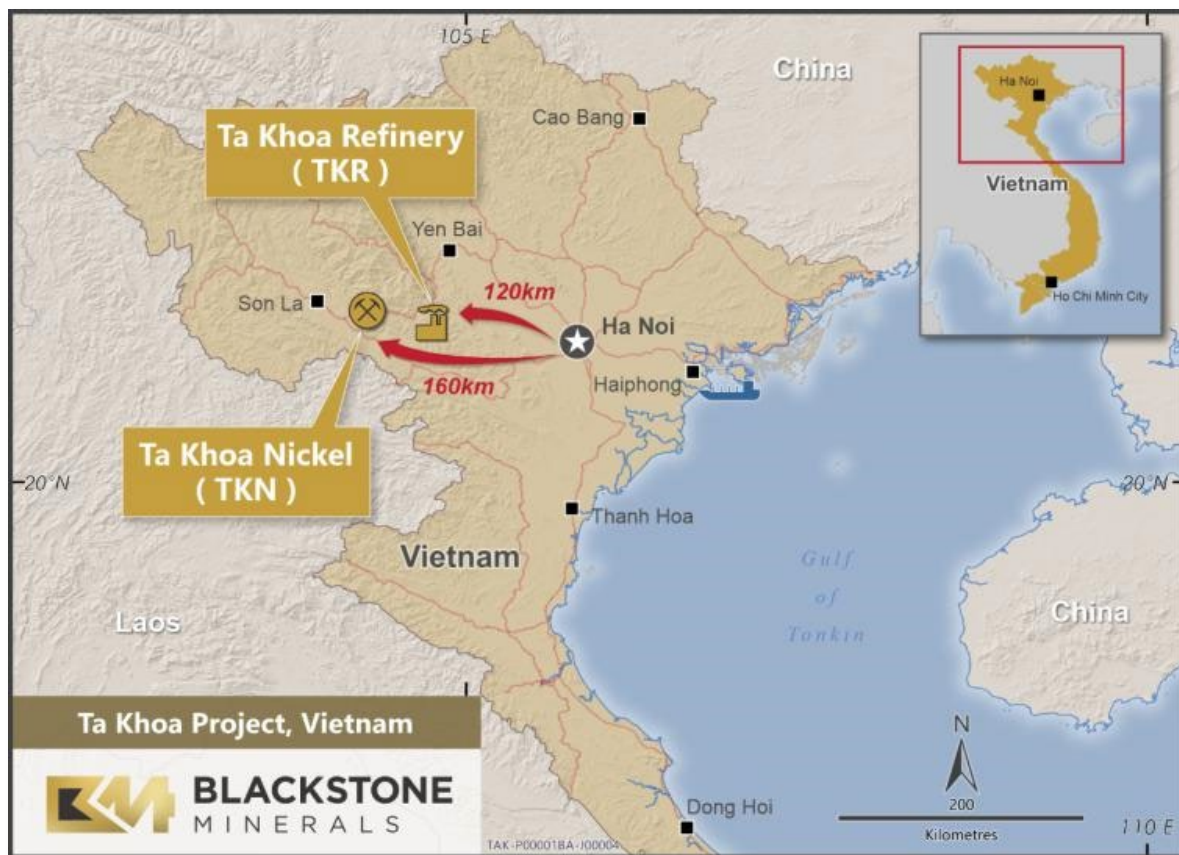 105 E
China
Cao Bang
Ta Khoa Refinery
( TKR )
Yen Bai
120km
Son La
Ha Noi
160km
Haiphong
Ta Khoa Nickel
( TKN )
20°N
20°N
Thanh Hoa
Vietnam
Gulf
of
Tonkin
China
Laos
Ha Noi
Vietnam
Ho Chi Minh City
Ta Khoa Project, Vietnam
BLACKSTONE
MINERALS
TAK-P00001BA-J00004
Dong Hoi
N
200
Kilometres
110 E